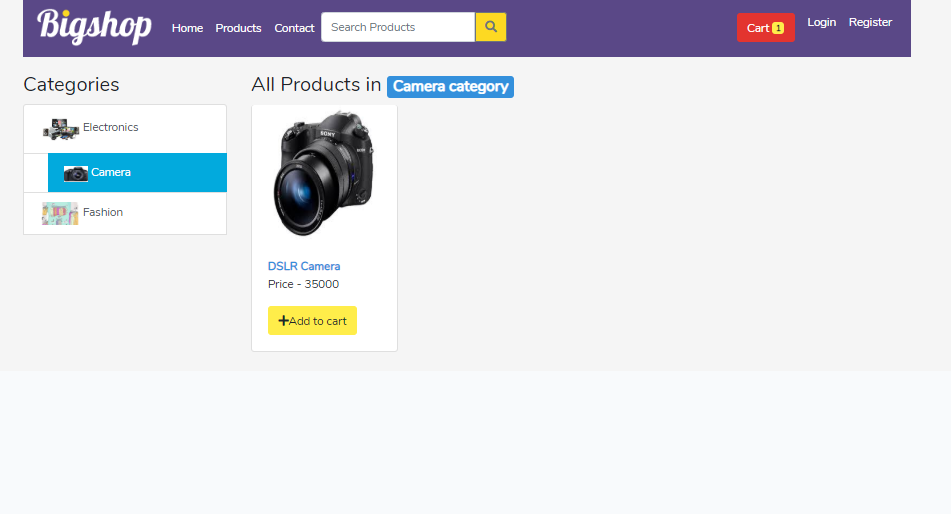 Bigshop
Home Products Contact Search Products Cart 1 Login Register
Categories
Electronics
Camera
Fashion
All Products in Camera category
SONY
DSLR Camera
Price - 35000
Add to cart